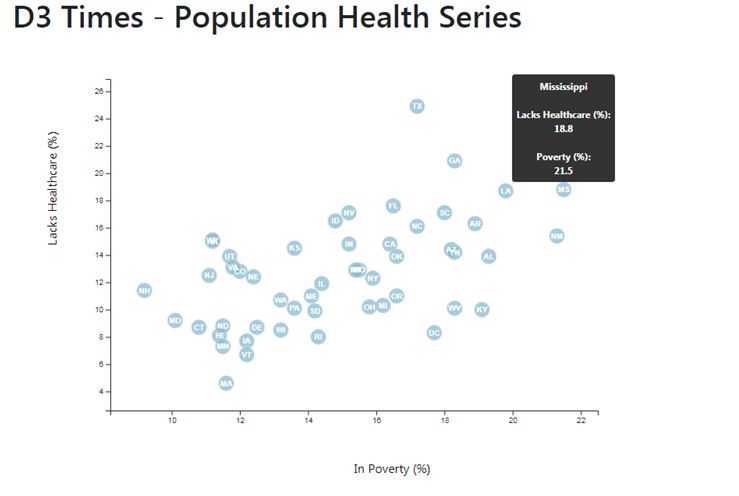 D3 Times - Population Health Series
Mississippi
Lacks Healthcare (%):
18.8
Poverty (%):
21.5
Lacks Healthcare (%)
26
24
22
20
18
16
14
12
10
8
6
4
TX
GA
LA
MS
FL
NV
SC
ID
NC
AR
NM
IN
CA
KS
OK
AL
UT
VA
CO
NJ
NE
NY
IL
NH
ME
OR
WA
PA
SD
OH
MI
WV
KY
MD
CT
ND
DE
WI
HI
RI
DC
IA
MN
VT
MA
10
12
14
16
18
20
22
In Poverty (%)